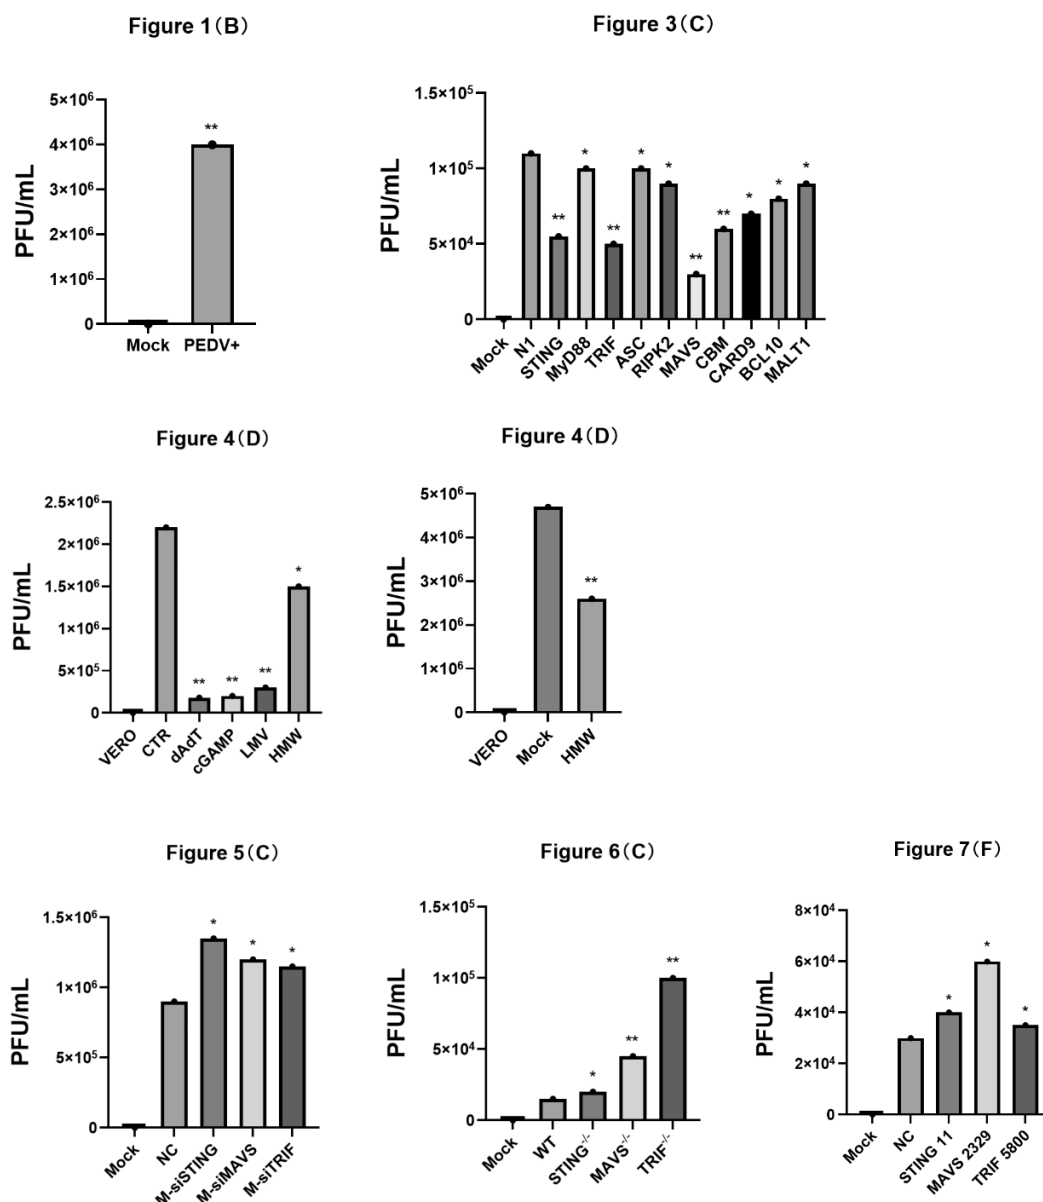 Figure 1（B）
5×10⁶
4×10⁶
3×10⁶
2×10⁶
1×10⁶
0
PFU/mL
**
Mock
PEDV+
Figure 3（C）
1.5×10⁵
1×10⁵
5×10⁴
0
PFU/mL
**
*
**
*
*
**
**
*
*
*
Mock
N1
STING
MyD88
TRIF
ASC
RIPK2
MAVS
CBM
CARD9
BCL10
MALT1
Figure 4（D）
2.5×10⁶
2×10⁶
1.5×10⁶
1×10⁶
5×10⁵
0
PFU/mL
**
**
**
*
VERO
CTR
dAdT
cGAMP
LMV
HMW
Figure 4（D）
5×10⁶
4×10⁶
3×10⁶
2×10⁶
1×10⁶
0
PFU/mL
**
VERO
Mock
HMW
Figure 5（C）
1.5×10⁶
1×10⁶
5×10⁵
0
PFU/mL
*
*
*
Mock
NC
M-siSTING
M-siMAVS
M-siTRIF
Figure 6（C）
1.5×10⁵
1×10⁵
5×10⁴
0
PFU/mL
*
**
**
Mock
WT
STING⁻/⁻
MAVS⁻/⁻
TRIF⁻/⁻
Figure 7（F）
8×10⁴
6×10⁴
4×10⁴
2×10⁴
0
PFU/mL
*
*
*
Mock
NC
STING 11
MAVS 2329
TRIF 5800